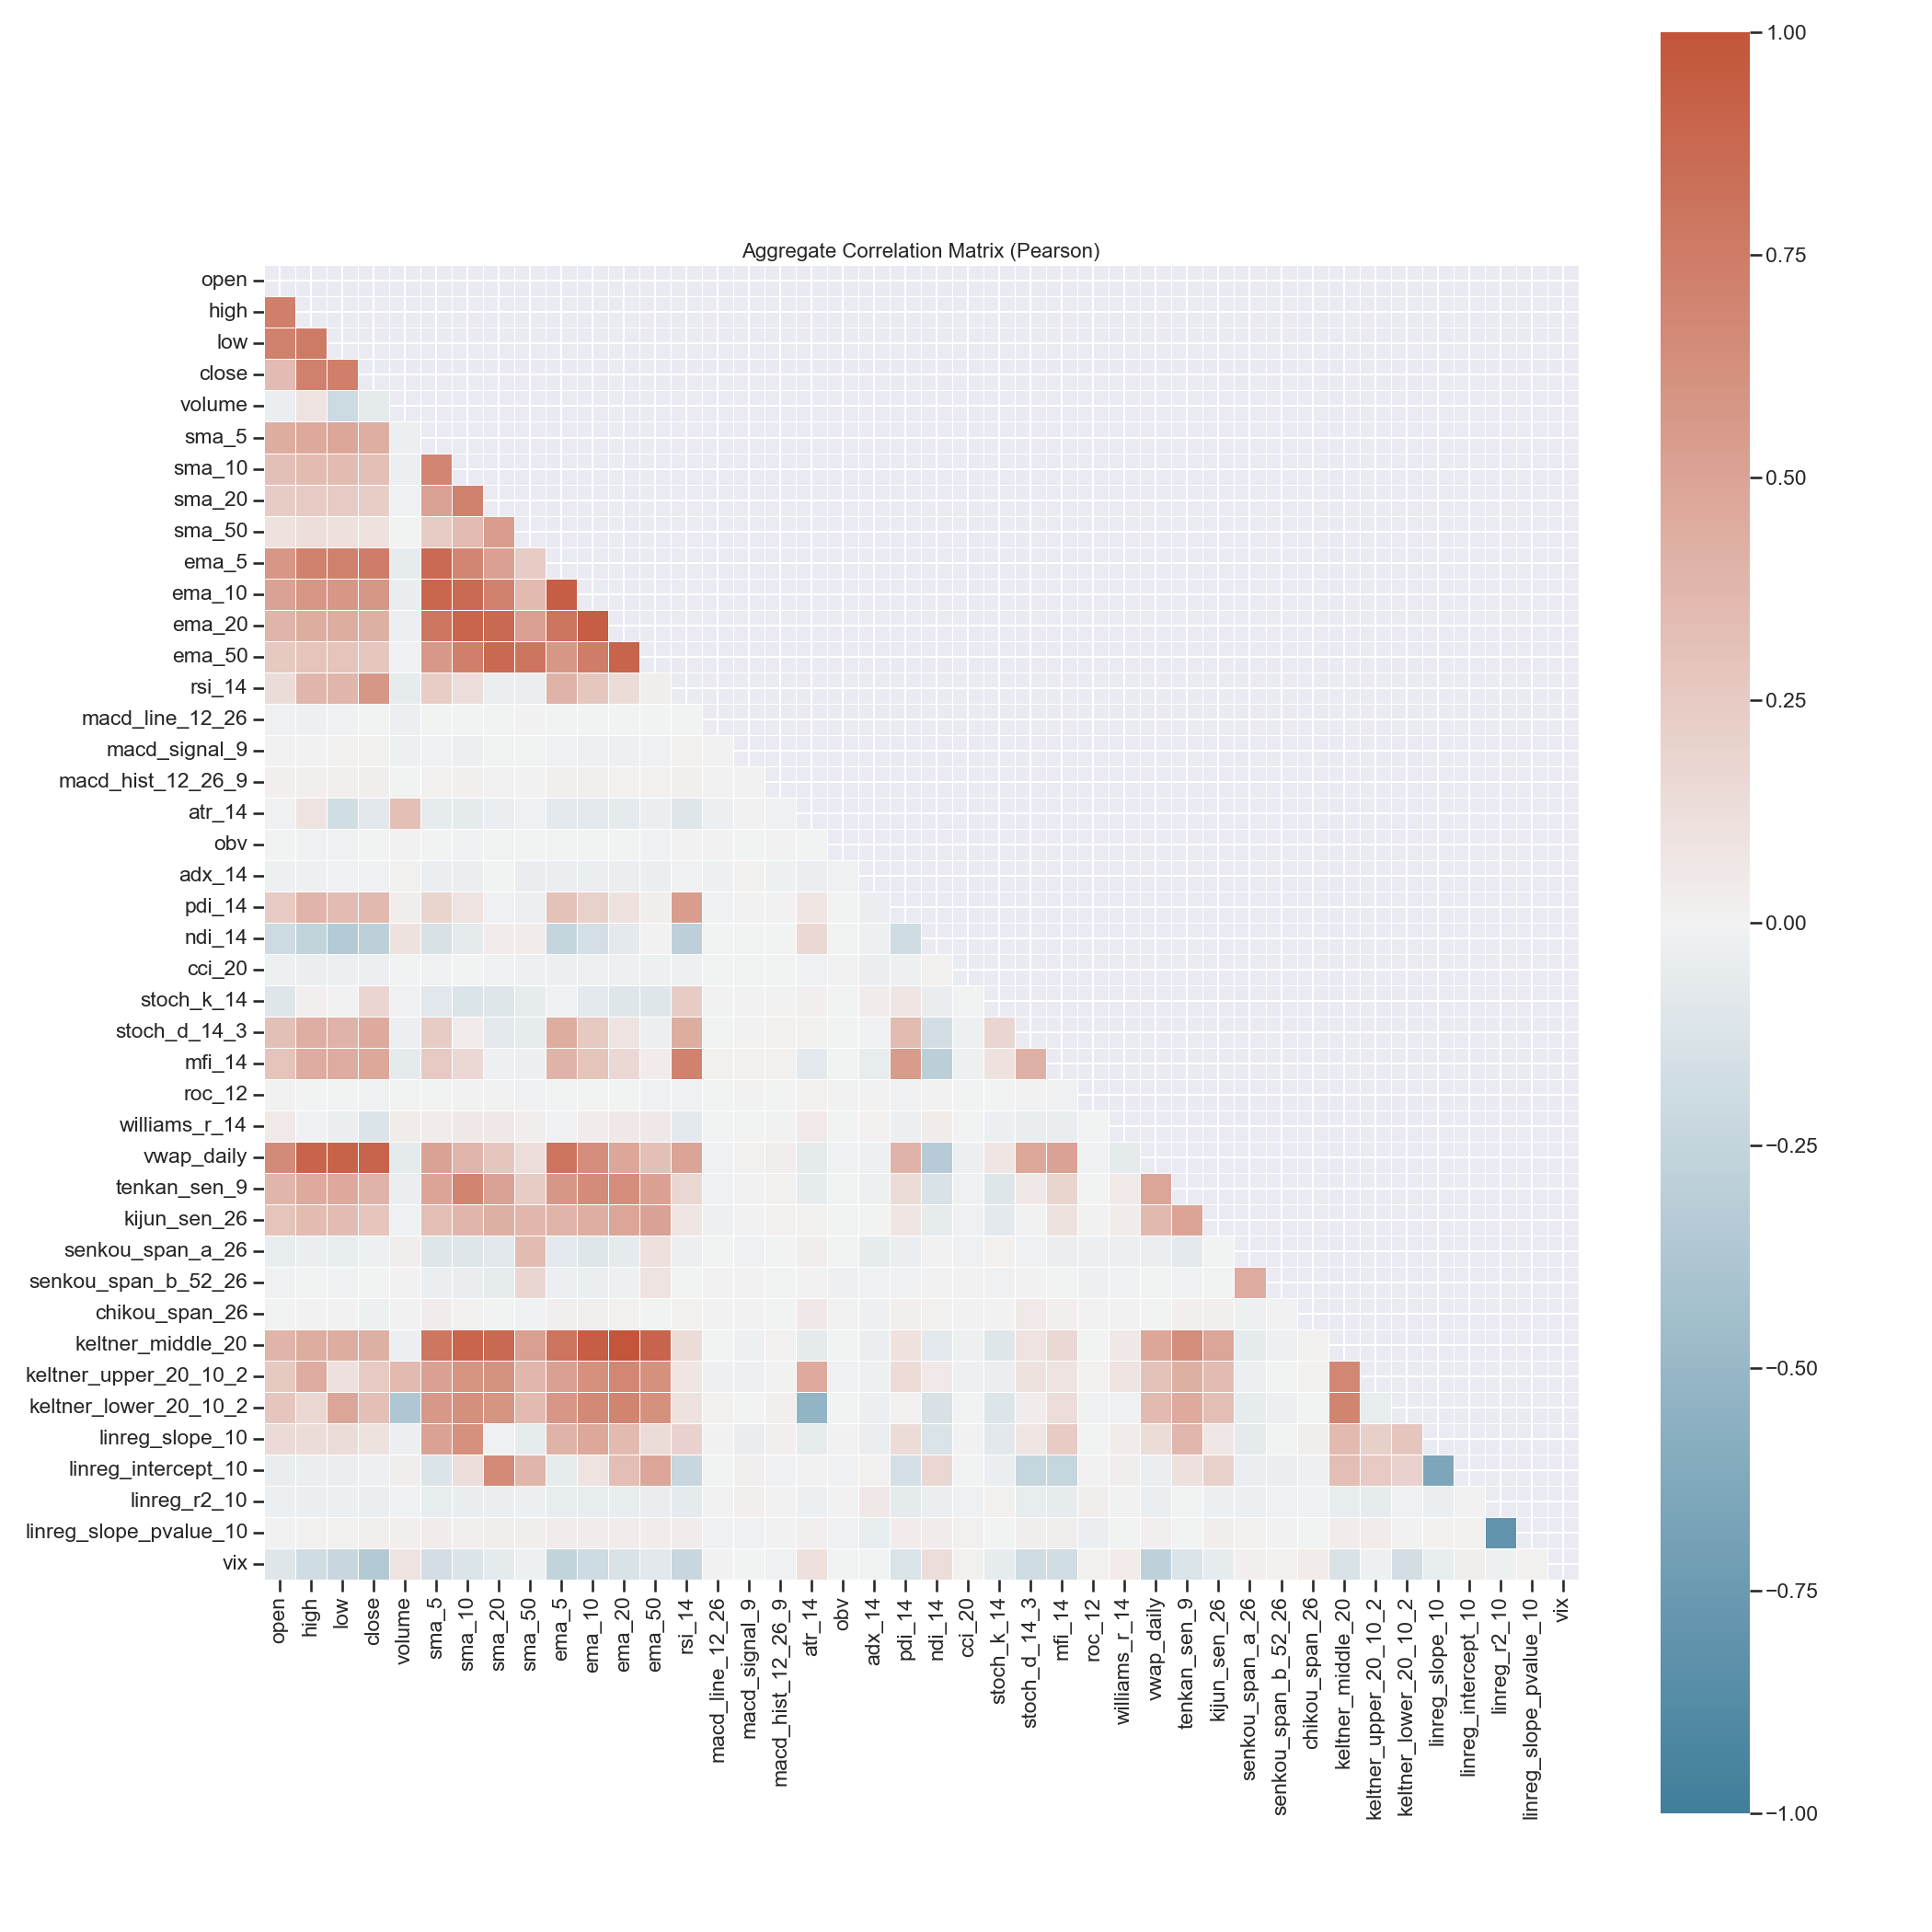 Aggregate Correlation Matrix (Pearson)
open
high
low
close
volume
sma_5
sma_10
sma_20
sma_50
ema_5
ema_10
ema_20
ema_50
rsi_14
macd_line_12_26
macd_signal_9
macd_hist_12_26_9
atr_14
obv
adx_14
pdi_14
ndi_14
cci_20
stoch_k_14
stoch_d_14_3
mfi_14
roc_12
williams_r_14
vwap_daily
tenkan_sen_9
kijun_sen_26
senkou_span_a_26
senkou_span_b_52_26
chikou_span_26
keltner_middle_20
keltner_upper_20_10_2
keltner_lower_20_10_2
linreg_slope_10
linreg_intercept_10
linreg_r2_10
linreg_slope_pvalue_10
vix
open
high
low
close
volume
sma_5
sma_10
sma_20
sma_50
ema_5
ema_10
ema_20
ema_50
rsi_14
macd_line_12_26
macd_signal_9
macd_hist_12_26_9
atr_14
obv
adx_14
pdi_14
ndi_14
cci_20
stoch_k_14
stoch_d_14_3
mfi_14
roc_12
williams_r_14
vwap_daily
tenkan_sen_9
kijun_sen_26
senkou_span_a_26
senkou_span_b_52_26
chikou_span_26
keltner_middle_20
keltner_upper_20_10_2
keltner_lower_20_10_2
linreg_slope_10
linreg_intercept_10
linreg_r2_10
linreg_slope_pvalue_10
vix
1.00
0.75
0.50
0.25
0.00
−0.25
−0.50
−0.75
−1.00